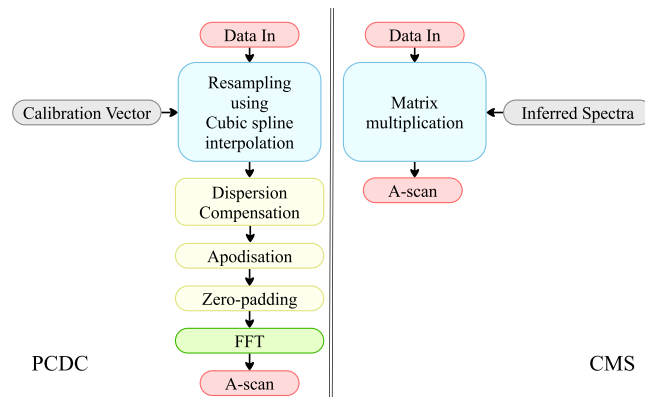 Data In
Resampling
using
Cubic spline
interpolation
Calibration Vector
Dispersion
Compensation
Apodisation
Zero-padding
FFT
A-scan
PCDC
Data In
Matrix
multiplication
Inferred Spectra
A-scan
CMS